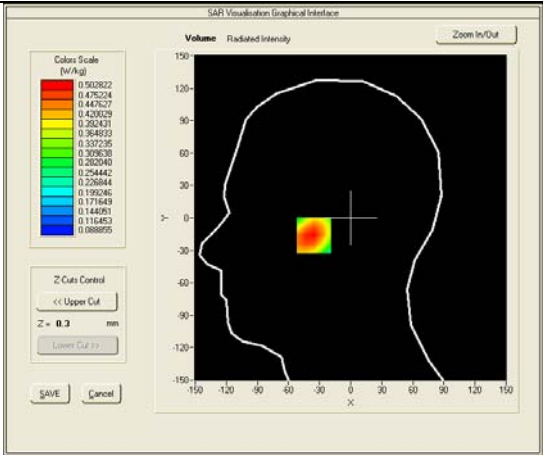 SAR Visualisation Graphical Interface
Volume Radiated Intensity
Zoom In/Out
Colors Scale
(W/kg)
0.502822
0.475224
0.447627
0.420029
0.392431
0.364833
0.337235
0.309638
0.282040
0.254442
0.226844
0.199246
0.171649
0.144051
0.116453
0.088855
Z Cuts Control
<< Upper Cut
Z = 0.3 mm
Lower Cut >>
SAVE Cancel
150
120
90
60
30
0
-30
-60
-90
-120
-150
Y
-150 -120 -90 -60 -30 0 30 60 90 120 150
X